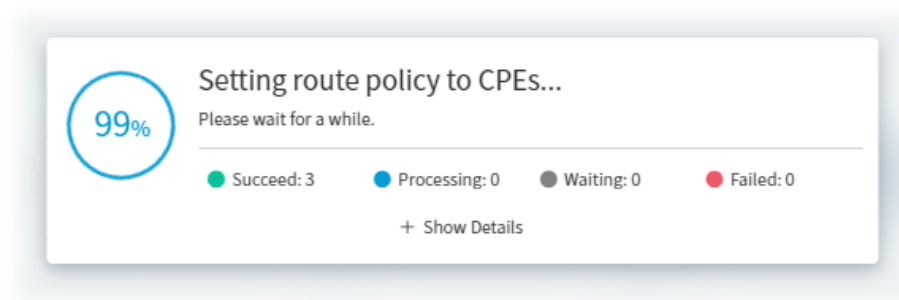 99%
Setting route policy to CPEs...
Please wait for a while.
Succeed: 3 Processing: 0 Waiting: 0 Failed: 0
+ Show Details